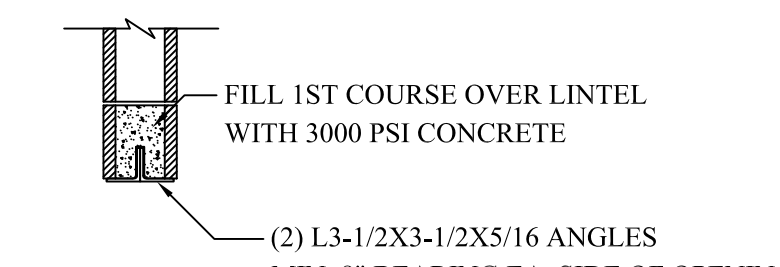 FILL 1ST COURSE OVER LINTEL
WITH 3000 PSI CONCRETE
(2) L3-1/2X3-1/2X5/16 ANGLES